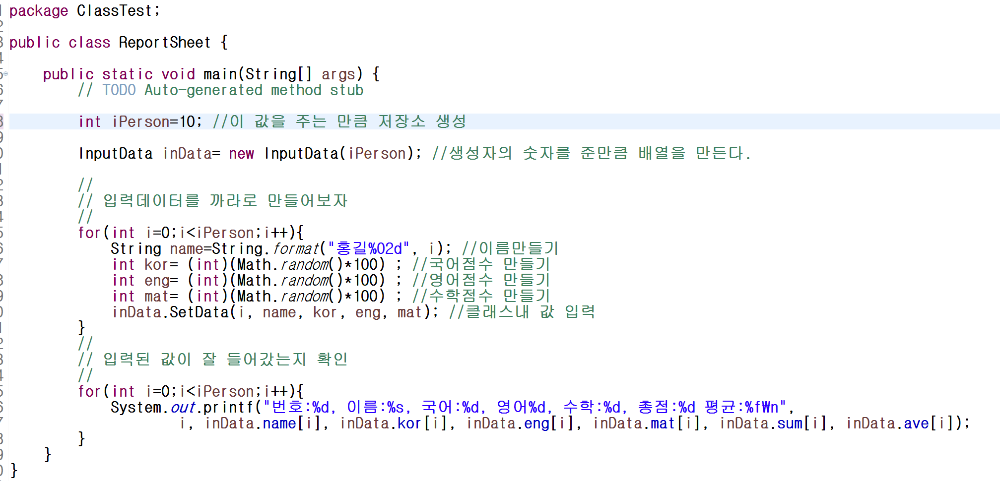 package ClassTest;
public class ReportSheet {
public static void main(String[] args) {
// TODO Auto-generated method stub
int iPerson=10; //이 값을 주는 만큼 저장소 생성
InputData inData= new InputData(iPerson); //생성자의 숫자를 준만큼 배열을 만든다.
//
// 입력데이터를 까라로 만들어보자
//
for(int i=0;i<iPerson;i++){
String name=String.format("홍길%02d", i); //이름만들기
int kor= (int)(Math.random()*100) ; //국어점수 만들기
int eng= (int)(Math.random()*100) ; //영어점수 만들기
int mat= (int)(Math.random()*100) ; //수학점수 만들기
inData.SetData(i, name, kor, eng, mat); //클래스내 값 입력
}
//
// 입력된 값이 잘 들어갔는지 확인
//
for(int i=0;i<iPerson;i++){
System.out.printf("번호:%d, 이름:%s, 국어:%d, 영어%d, 수학:%d, 총점:%d 평균:%f₩n",
i, inData.name[i], inData.kor[i], inData.eng[i], inData.mat[i], inData.sum[i], inData.ave[i]);
}
}
}